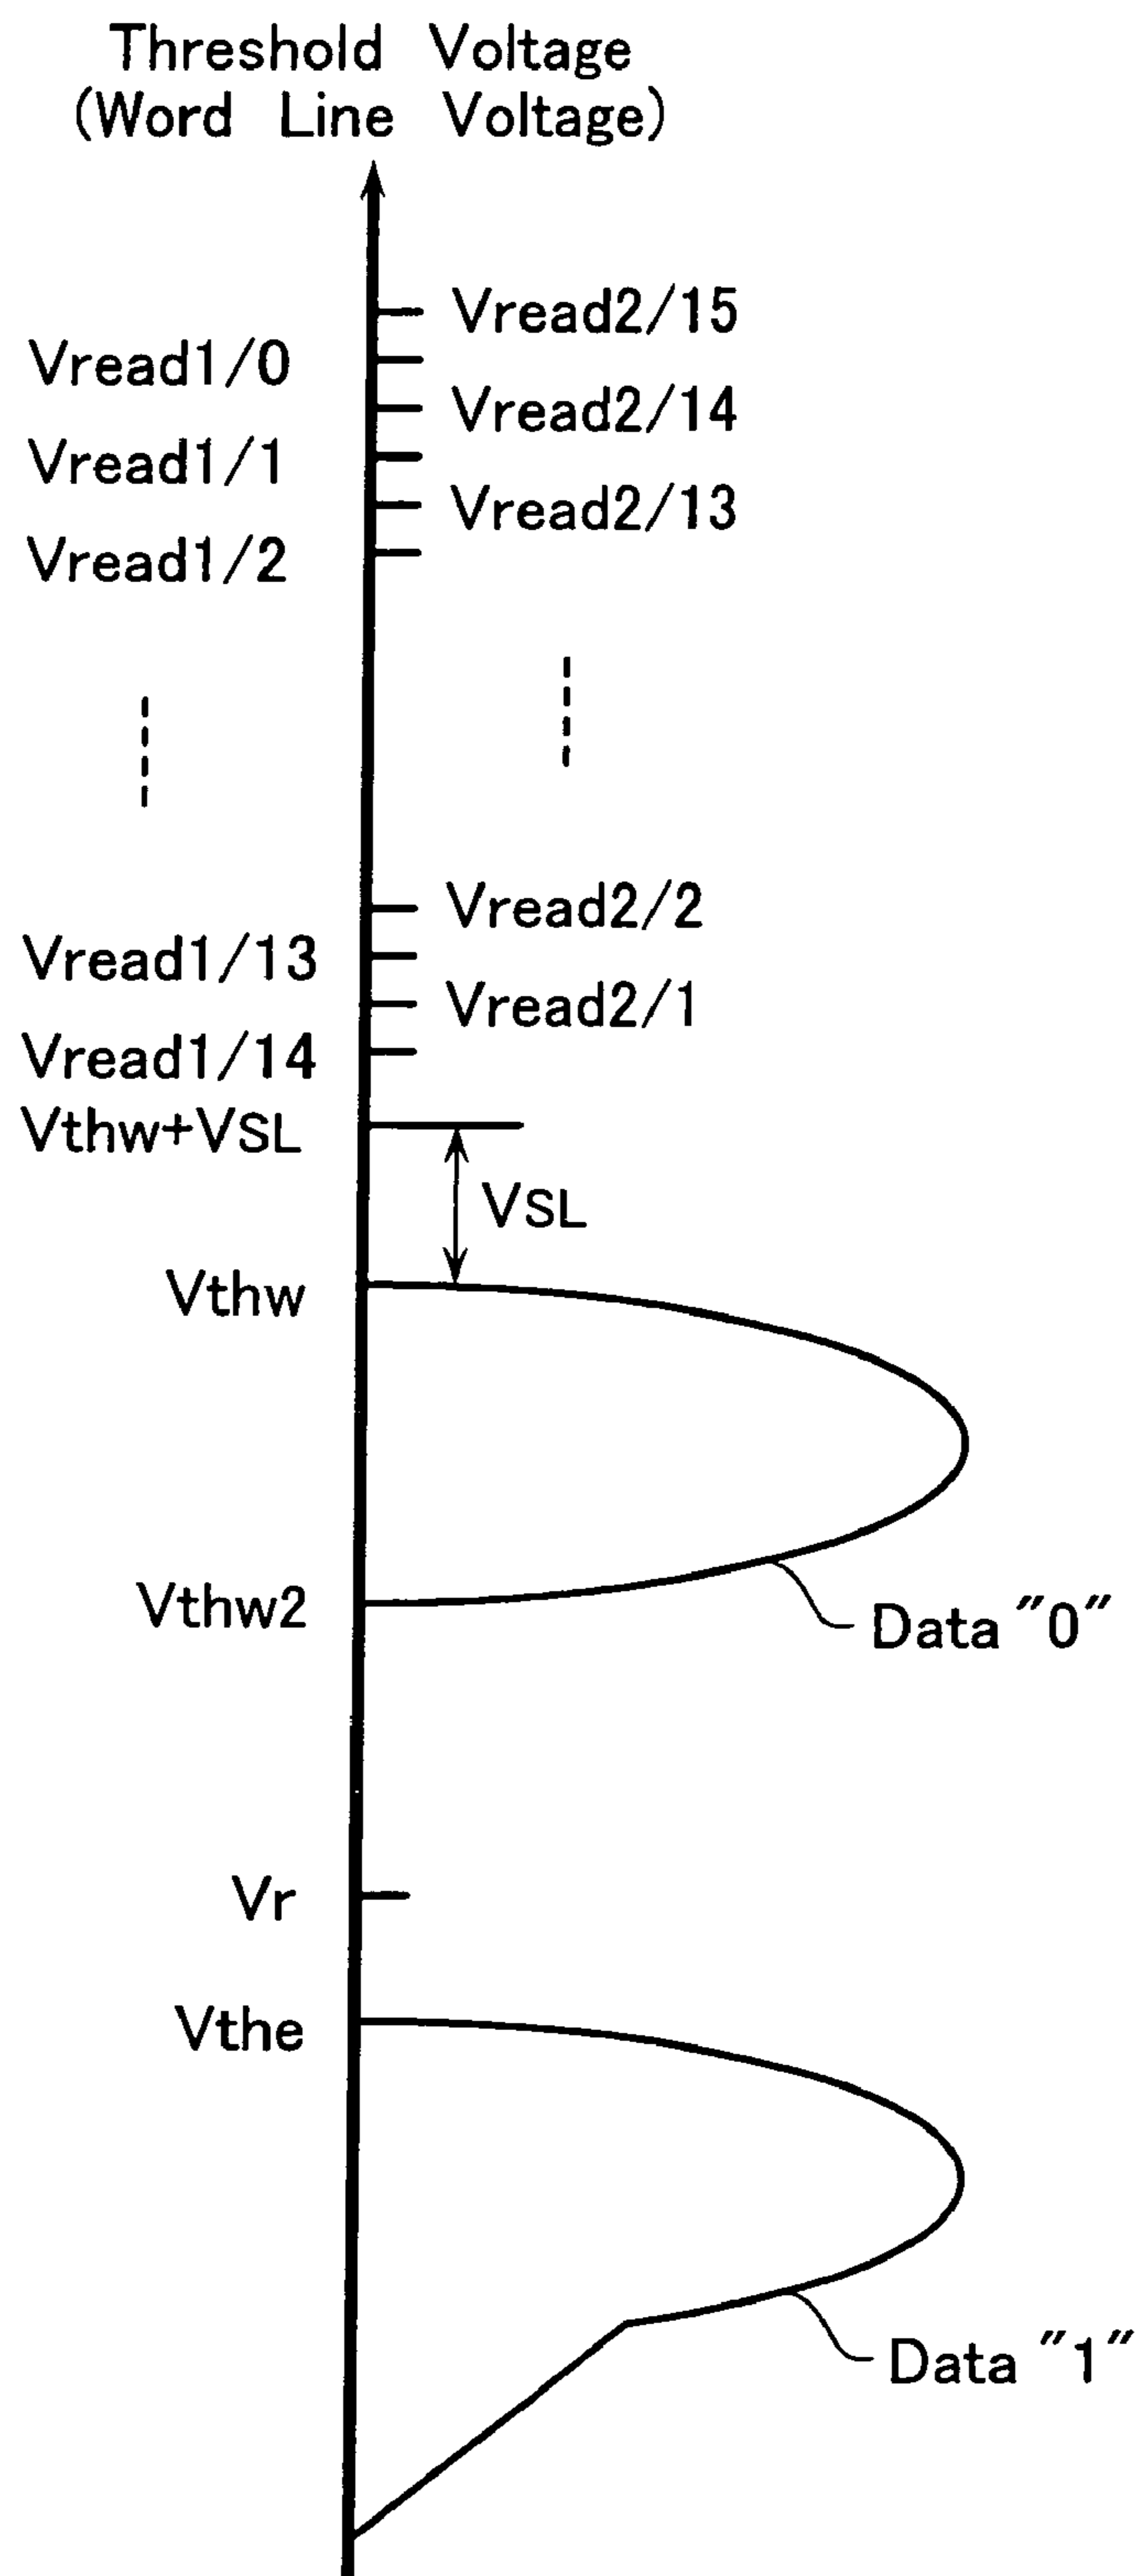 Threshold Voltage
(Word Line Voltage)
Vread2/15
Vread1/0
Vread2/14
Vread1/1
Vread2/13
Vread1/2
Vread2/2
Vread1/13
Vread2/1
Vread1/14
Vthw+VSL
VSL
Vthw
Vthw2
Data "0"
Vr
Vthe
Data "1"